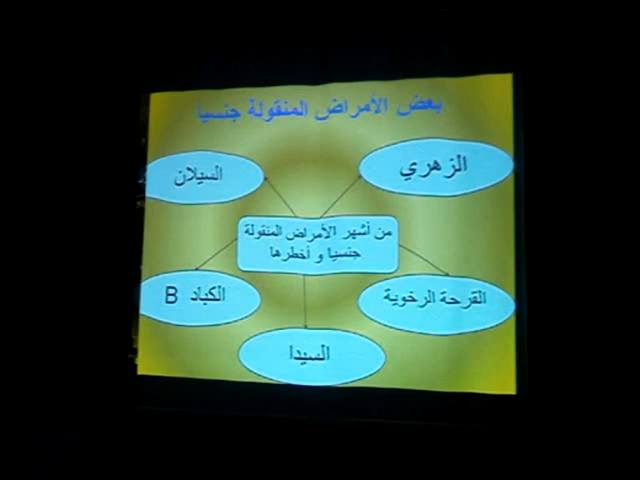 بعض الأمراض المنقولة جنسيا
الزهري
السيلان
من أشهر الأمراض المنقولة
جنسيا و أخطرها
القرحة الرخوية
الكباد B
السيدا